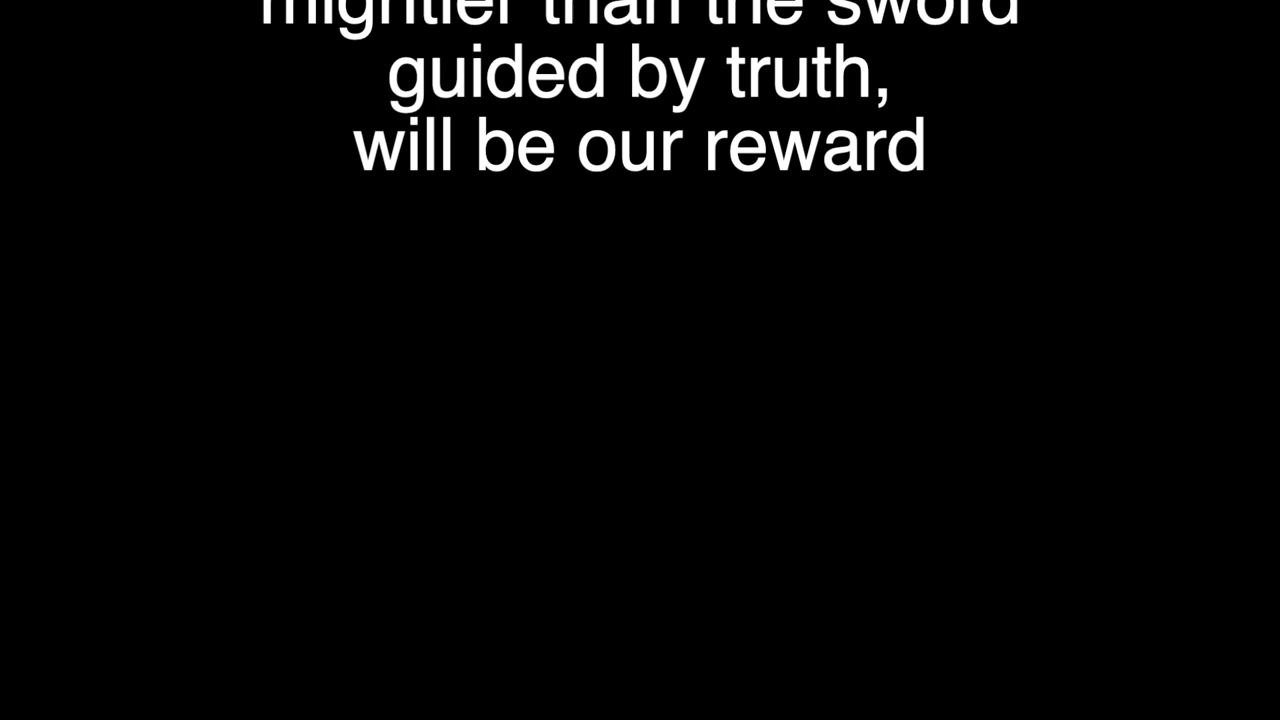 mightier than the sword
guided by truth,
will be our reward